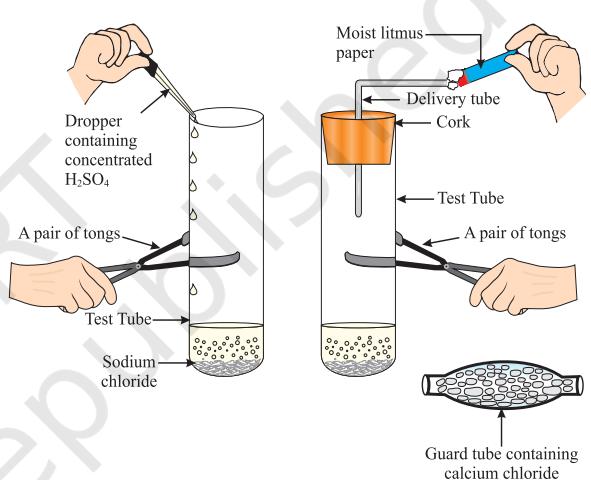 Moist litmus
paper
Delivery tube
Cork
Dropper
containing
concentrated
H₂SO₄
Test Tube
A pair of tongs
A pair of tongs
Test Tube
Sodium
chloride
Guard tube containing
calcium chloride